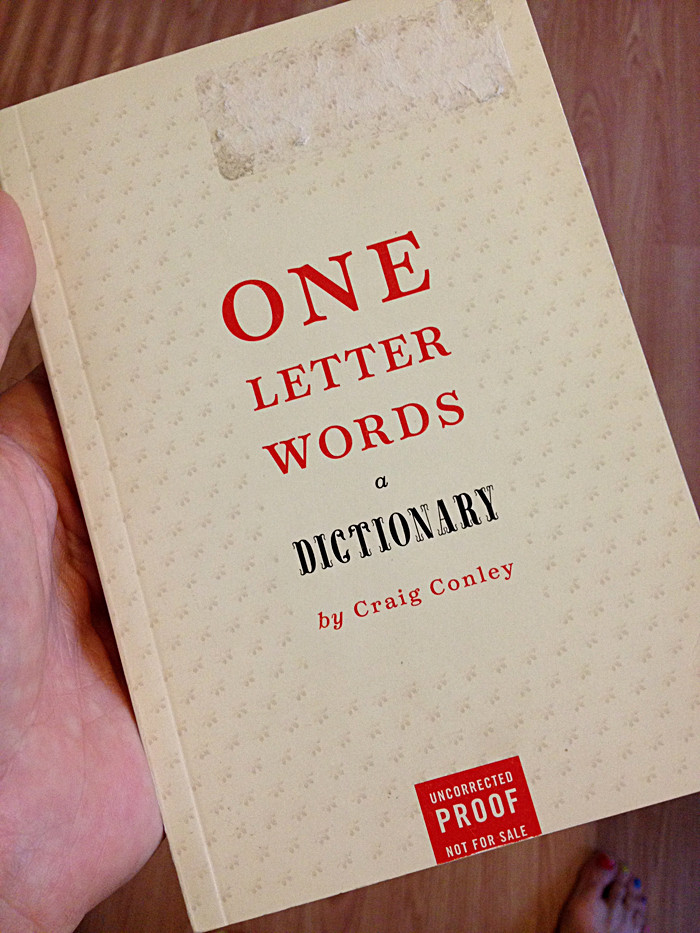 ONE
LETTER
WORDS
a
DICTIONARY
by Craig Conley
UNCORRECTED
PROOF
NOT FOR SALE